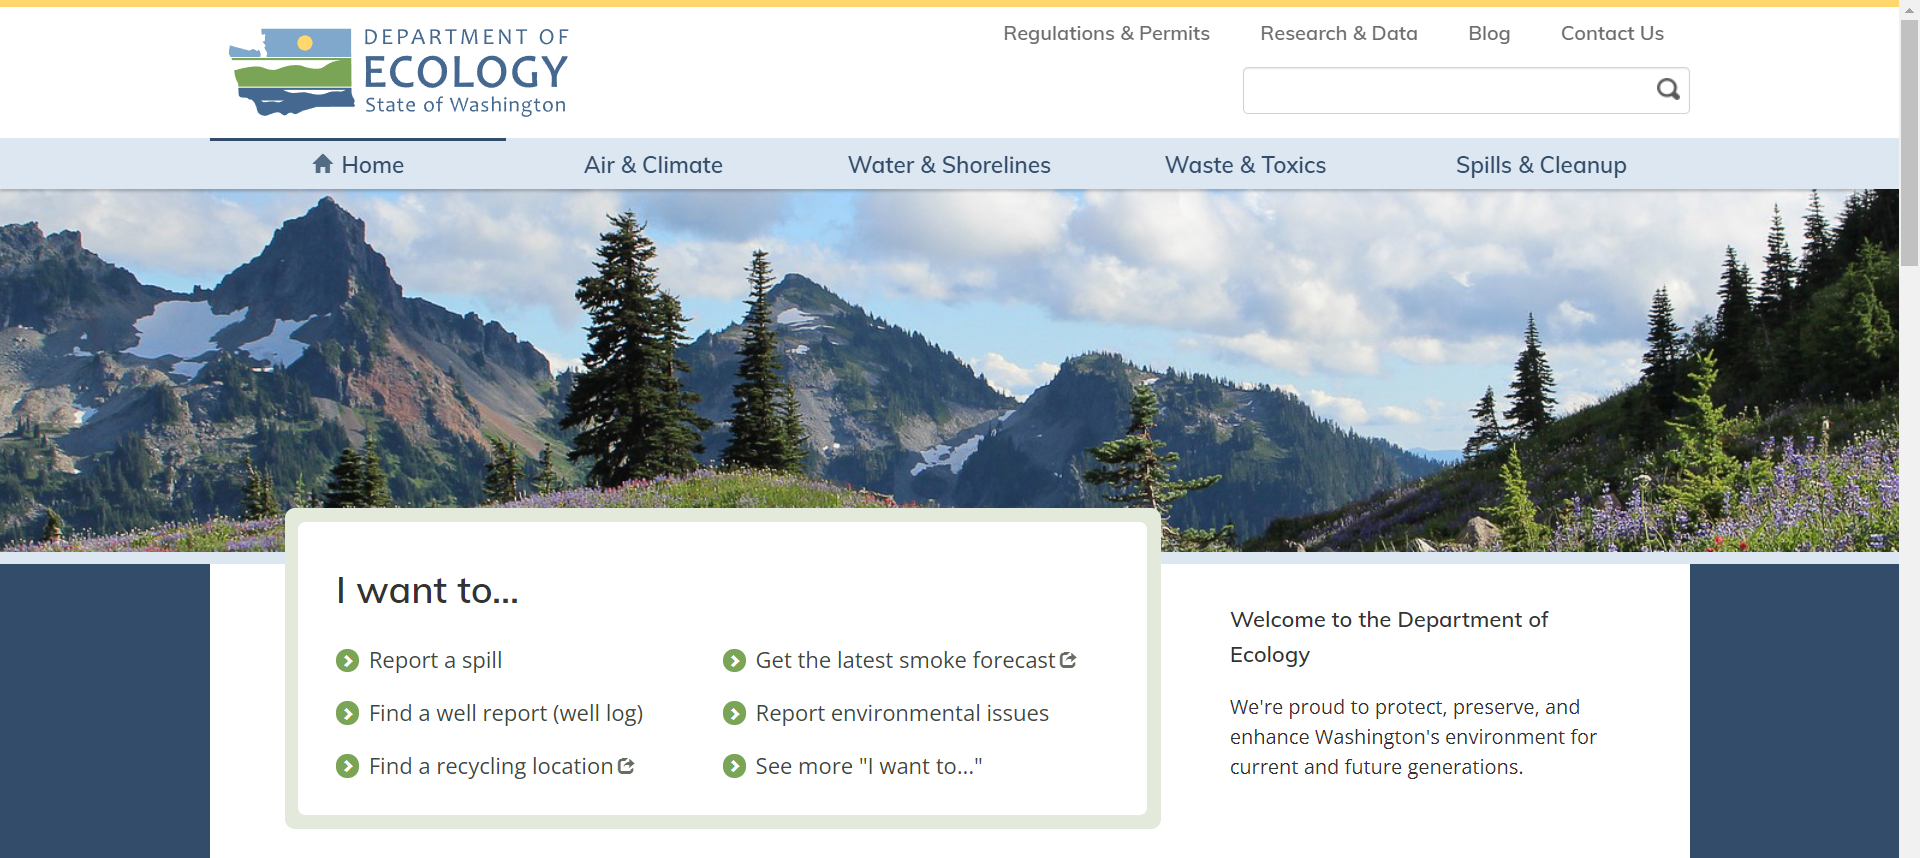 DEPARTMENT OF
ECOLOGY
State of Washington
Regulations & Permits
Research & Data
Blog
Contact Us
Home
Air & Climate
Water & Shorelines
Waste & Toxics
Spills & Cleanup
I want to...
Report a spill
Find a well report (well log)
Find a recycling location
Get the latest smoke forecast
Report environmental issues
See more "I want to..."
Welcome to the Department of
Ecology
We're proud to protect, preserve, and
enhance Washington's environment for
current and future generations.